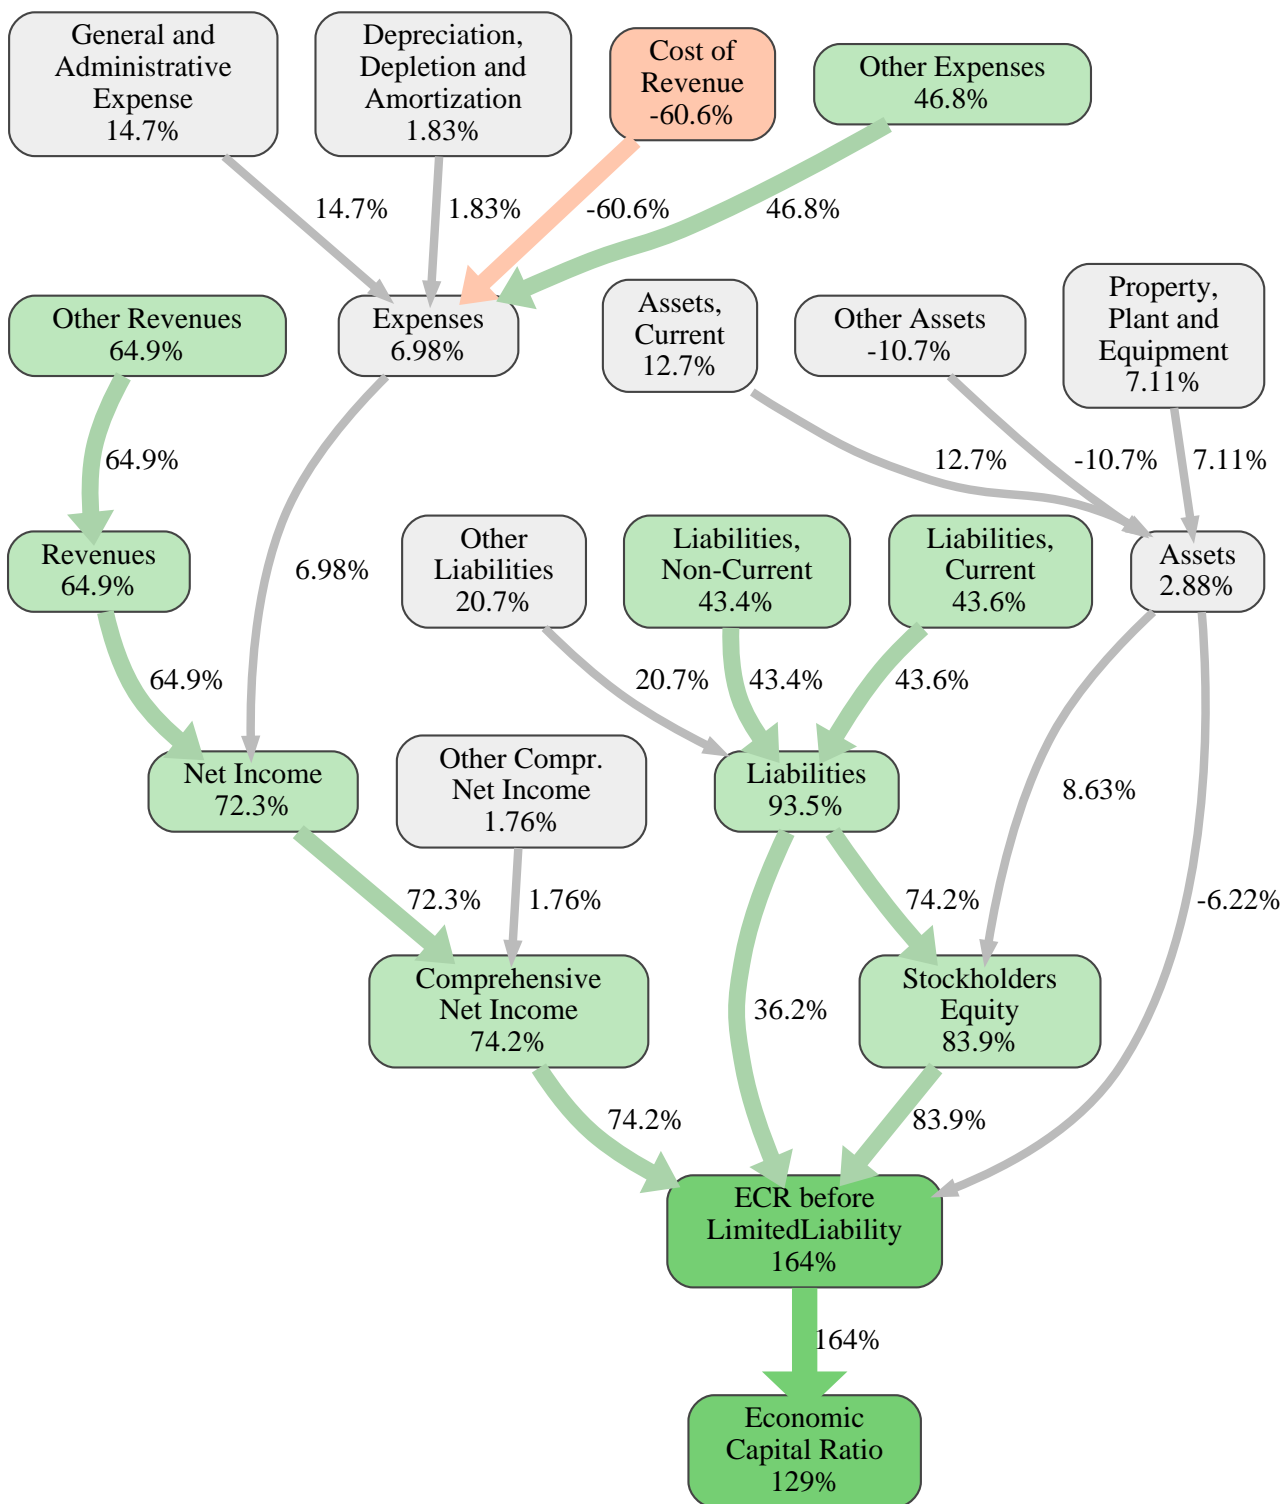 General and
Administrative
Expense
14.7%
Depreciation,
Depletion and
Amortization
1.83%
Cost of
Revenue
-60.6%
Other Expenses
46.8%
14.7%
1.83%
-60.6%
46.8%
Other Revenues
64.9%
Expenses
6.98%
Assets,
Current
12.7%
Other Assets
-10.7%
Property,
Plant and
Equipment
7.11%
64.9%
12.7%
-10.7%
7.11%
Revenues
64.9%
6.98%
Other
Liabilities
20.7%
Liabilities,
Non-Current
43.4%
Liabilities,
Current
43.6%
Assets
2.88%
64.9%
20.7%
43.4%
43.6%
Net Income
72.3%
Other Compr.
Net Income
1.76%
Liabilities
93.5%
8.63%
72.3%
1.76%
74.2%
-6.22%
Comprehensive
Net Income
74.2%
36.2%
Stockholders
Equity
83.9%
74.2%
83.9%
ECR before
LimitedLiability
164%
164%
Economic
Capital Ratio
129%